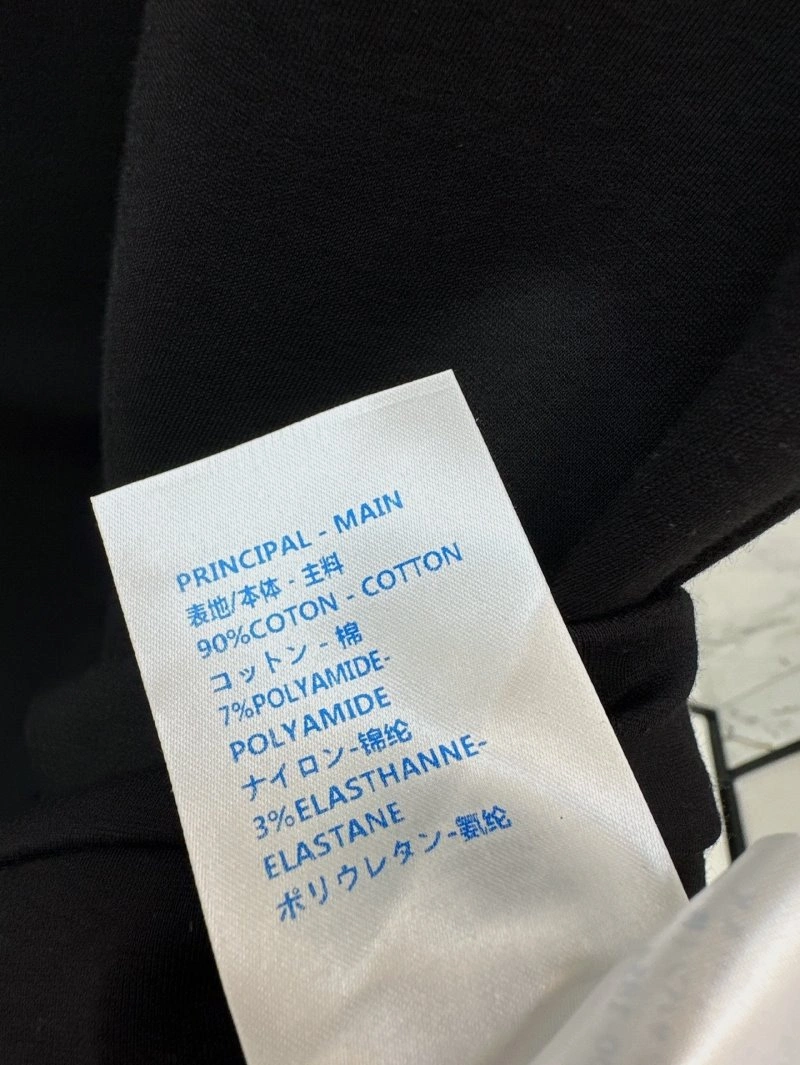 PRINCIPAL - MAIN
表地/本体 - 主料
90%COTON - COTTON
コットン - 棉
7%POLYAMIDE-
POLYAMIDE
ナイロン-锦纶
3%ELASTHANNE-
ELASTANE
ポリウレタン-氨纶